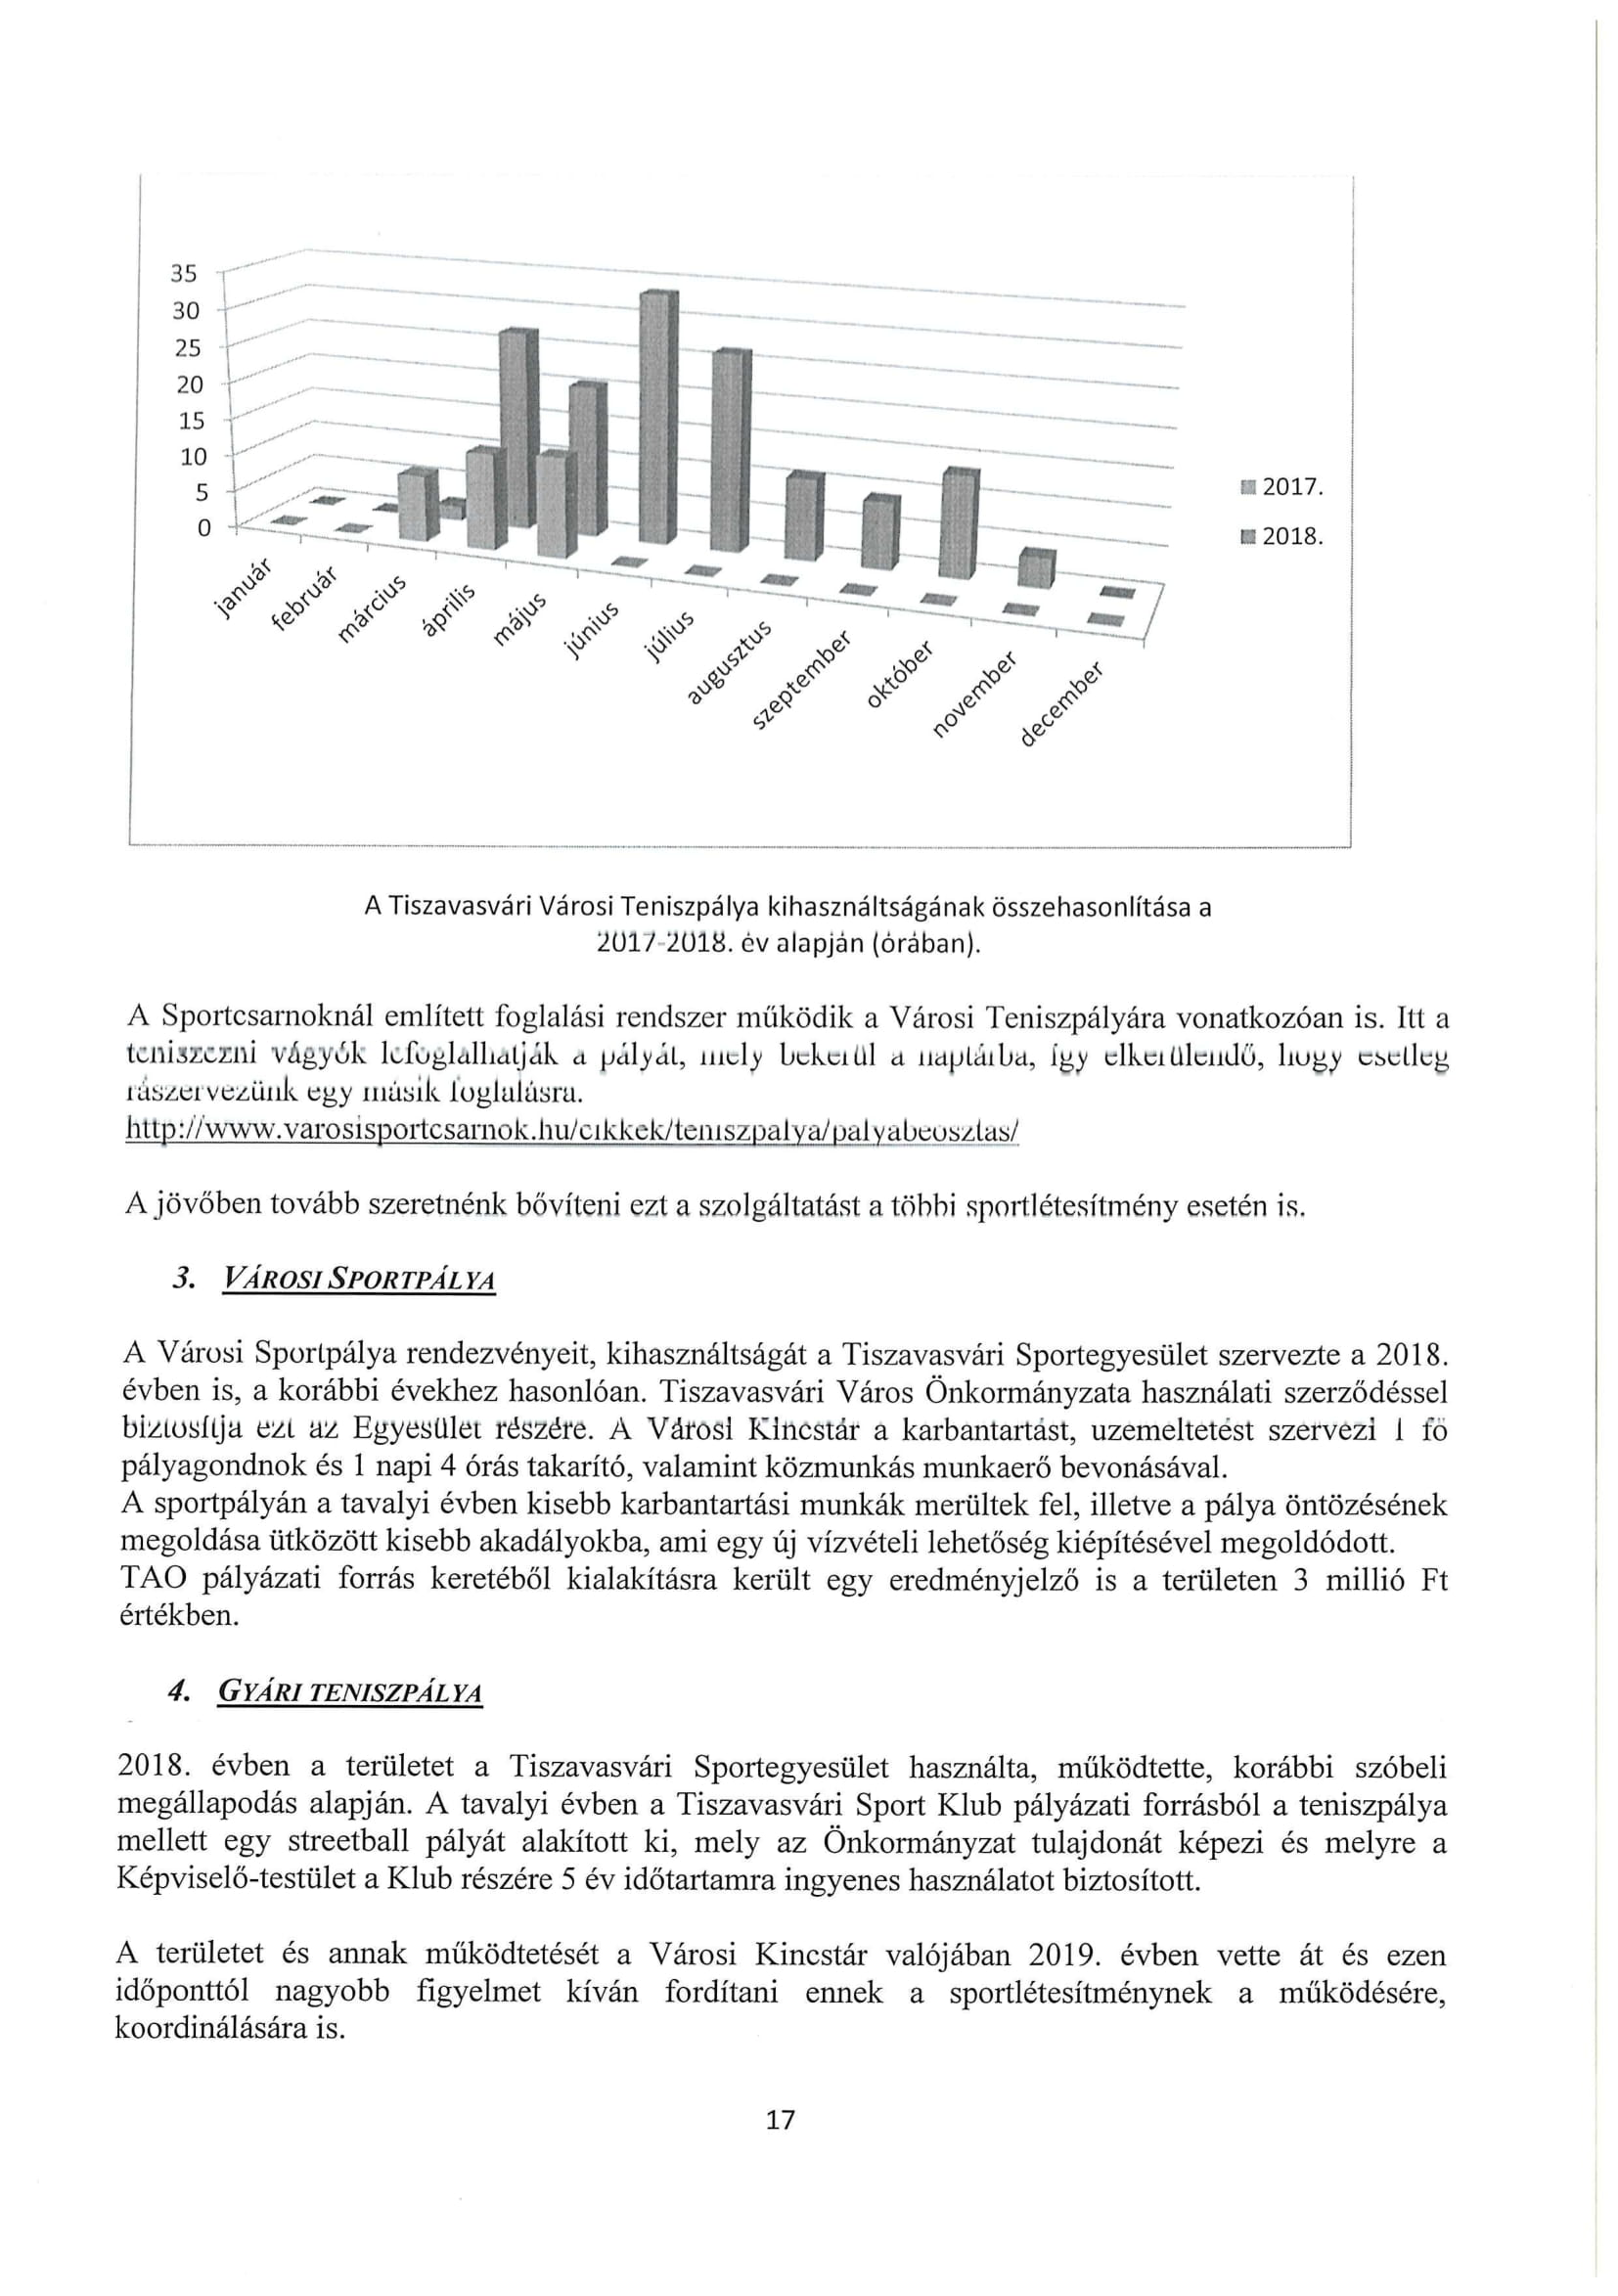 35
30
25
20
15
10
5
0
január
február
március
április
május
június
július
augusztus
szeptember
október
november
december
2017.
2018.
A Tiszavasvári Városi Teniszpálya kihasználtságának összehasonlítása a
2017-2018. év alapján (órában).
A Sportcsarnoknál említett foglalási rendszer működik a Városi Teniszpályára vonatkozóan is. Itt a
teniszezni vágyók lefoglalhatják a pályát, mely bekerül a naptárba, így elkerülendő, hogy esetleg
rászervezünk egy másik foglalásra.
http://www.varosisportcsarnok.hu/cikkek/teniszpalya/palyabeosztas/
A jövőben tovább szeretnénk bővíteni ezt a szolgáltatást a többi sportlétesítmény esetén is.
3. VÁROSI SPORTPÁLYA
A Városi Sportpálya rendezvényeit, kihasználtságát a Tiszavasvári Sportegyesület szervezte a 2018.
évben is, a korábbi évekhez hasonlóan. Tiszavasvári Város Önkormányzata használati szerződéssel
biztosítja ezt az Egyesület részére. A Városi Kincstár a karbantartást, üzemeltetést szervezi 1 fő
pályagondnok és 1 napi 4 órás takarító, valamint közmunkás munkaerő bevonásával.
A sportpályán a tavalyi évben kisebb karbantartási munkák merültek fel, illetve a pálya öntözésének
megoldása ütközött kisebb akadályokba, ami egy új vízvételi lehetőség kiépítésével megoldódott.
TAO pályázati forrás keretéből kialakításra került egy eredményjelző is a területen 3 millió Ft
értékben.
4. GYÁRI TENISZPÁLYA
2018. évben a területet a Tiszavasvári Sportegyesület használta, működtette, korábbi szóbeli
megállapodás alapján. A tavalyi évben a Tiszavasvári Sport Klub pályázati forrásból a teniszpálya
mellett egy streetball pályát alakított ki, mely az Önkormányzat tulajdonát képezi és melyre a
Képviselő-testület a Klub részére 5 év időtartamra ingyenes használatot biztosított.
A területet és annak működtetését a Városi Kincstár valójában 2019. évben vette át és ezen
időponttól nagyobb figyelmet kíván fordítani ennek a sportlétesítménynek a működésére,
koordinálására is.
17